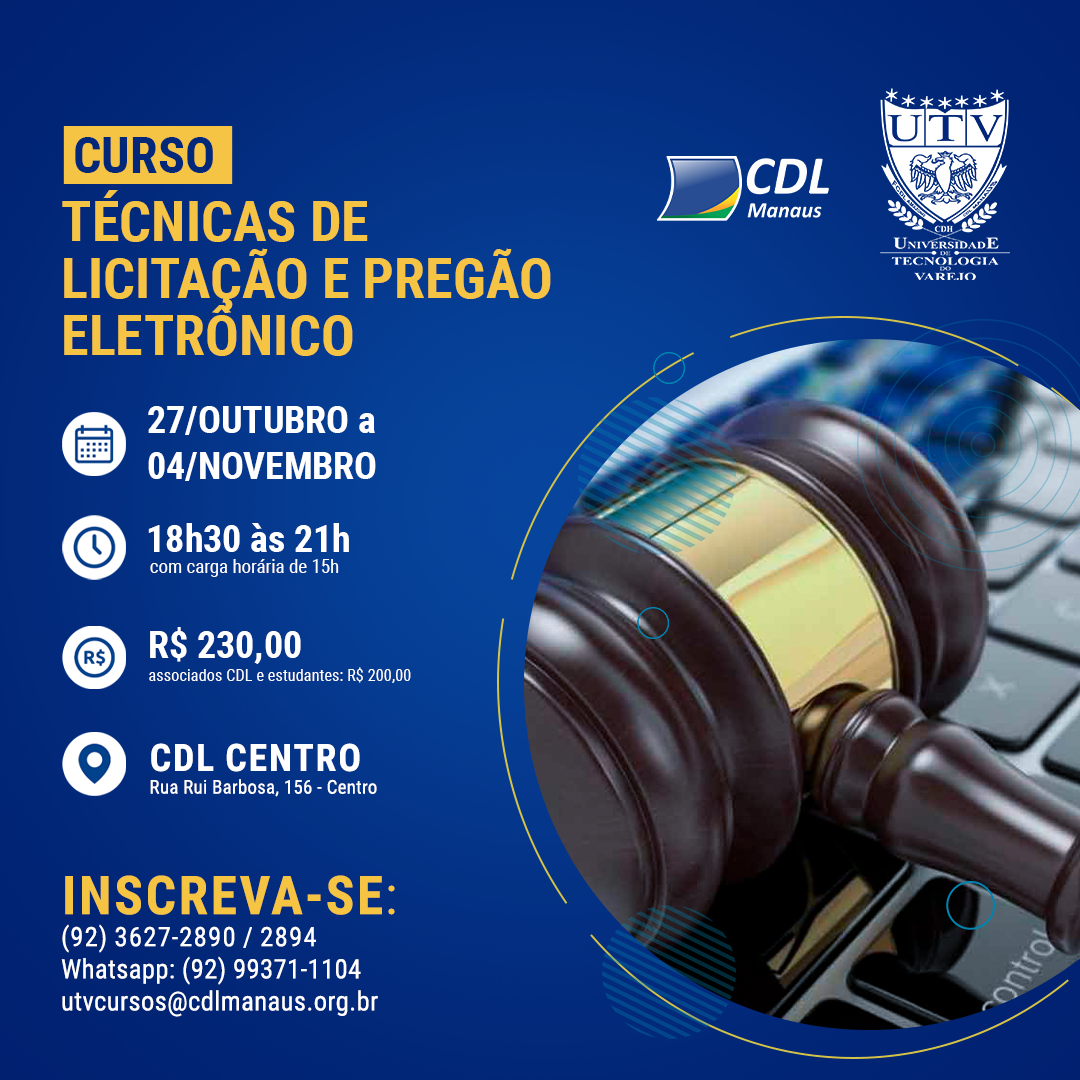 CURSO
TÉCNICAS DE
LICITAÇÃO E PREGÃO
ELETRÔNICO
CDL
Manaus
UTV
CDH
UNIVERSIDADE
DE
TECNOLOGIA
DO
VAREJO
27/OUTUBRO a
04/NOVEMBRO
18h30 às 21h
com carga horária de 15h
R$
R$ 230,00
associados CDL e estudantes: R$ 200,00
CDL CENTRO
Rua Rui Barbosa, 156 - Centro
INSCREVA-SE:
(92) 3627-2890 / 2894
Whatsapp: (92) 99371-1104
utvcursos@cdlmanaus.org.br
control